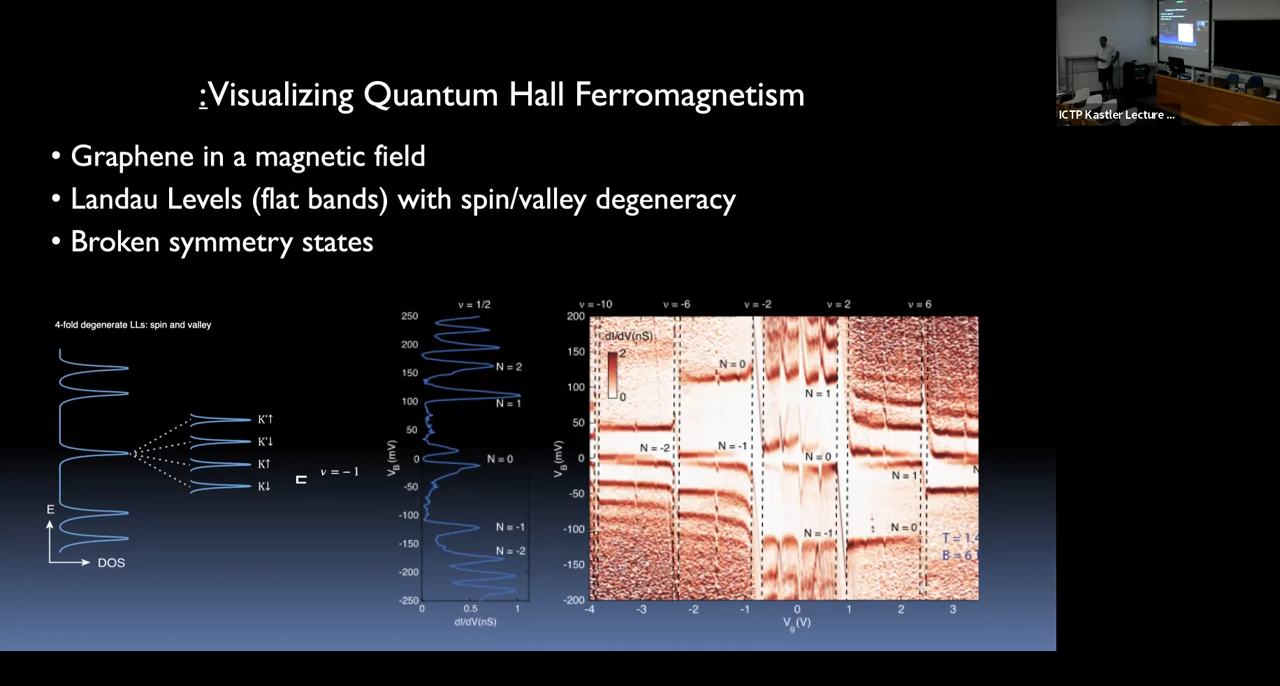 :Visualizing Quantum Hall Ferromagnetism
• Graphene in a magnetic field
• Landau Levels (flat bands) with spin/valley degeneracy
• Broken symmetry states
ICTP Kastler Lecture ...
4-fold degenerate LLs: spin and valley
K'↑
K'↓
K↑
K↓
ν = −1
E
DOS
ν = 1/2
250
200
150
100
50
0
-50
-100
-150
-200
-250
V_B(mV)
N = 2
N = 1
N = 0
N = -1
N = -2
0 0.5 1
dI/dV(nS)
ν = -10 ν = -6 ν = -2 ν = 2 ν = 6
200
150
100
50
0
-50
-100
-150
-200
V_B(mV)
dI/dV(nS)
2
0
N = 0
N = 1
N = -2
N = -1
N = 0
N
N = 1
N = 0
N = -1
T = 1.4
B = 6
-4 -3 -2 -1 0 1 2 3
V_g(V)